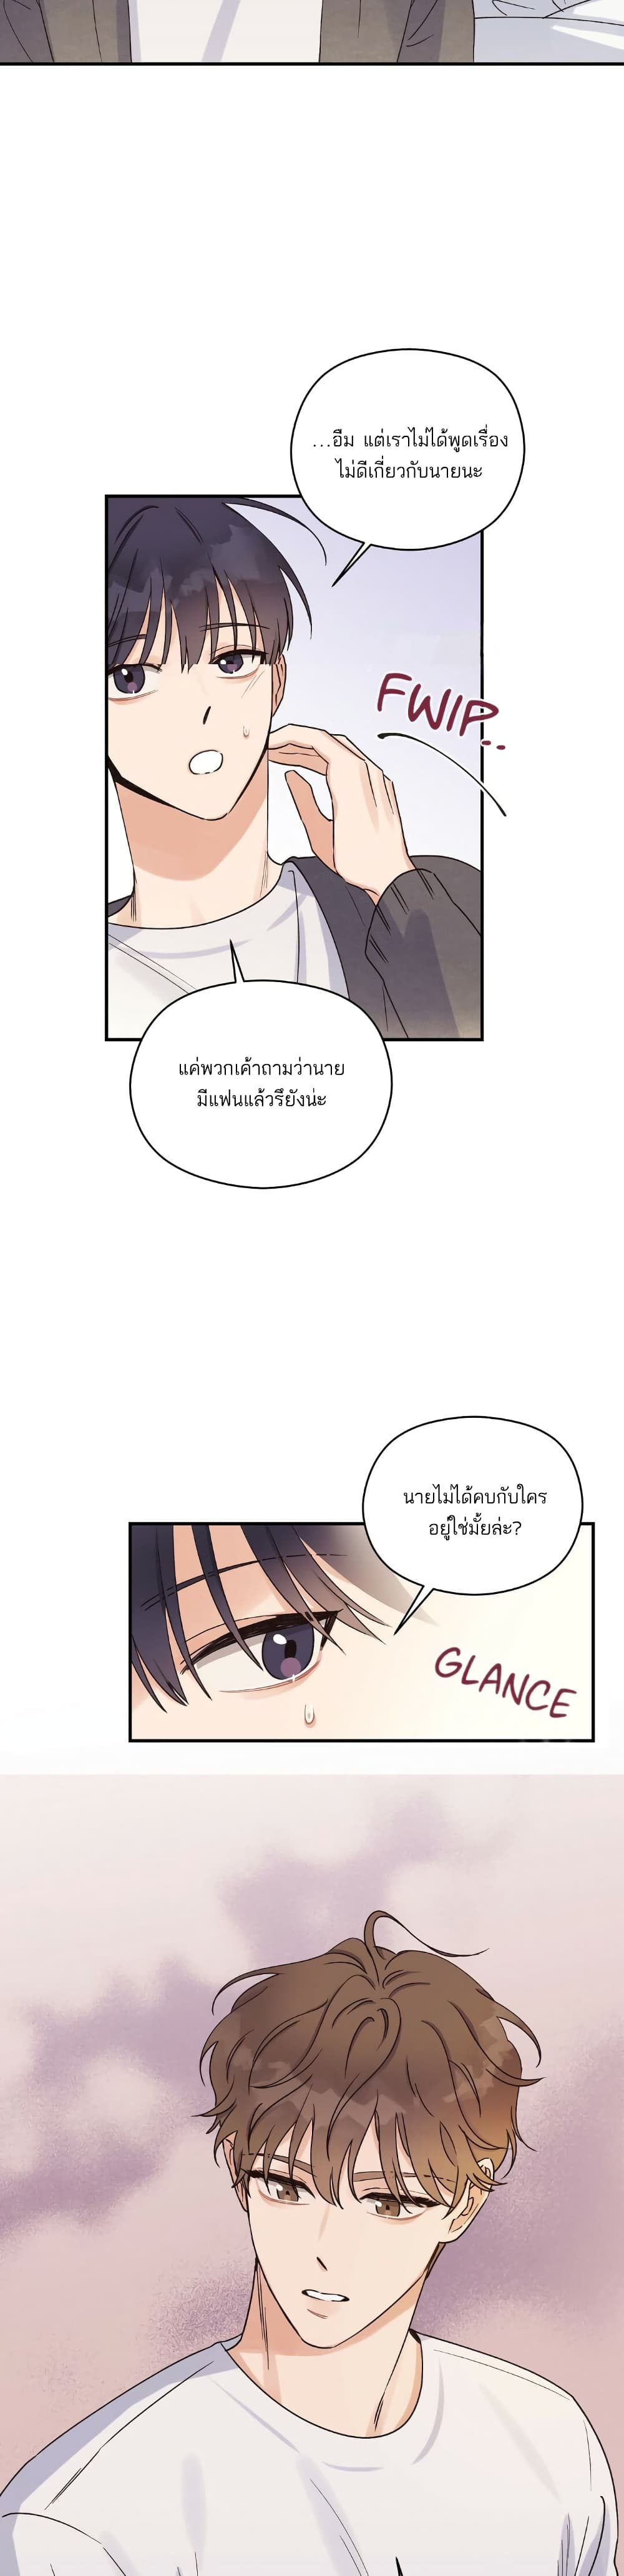 ...อืม แต่เราไม่ได้พูดเรื่อง
ไม่ดีเกี่ยวกับนายนะ
FWIP..
แค่พวกเค้าถามว่านาย
มีแฟนแล้วรึยังน่ะ
นายไม่ได้คบกับใคร
อยู่ใช่มั้ยล่ะ?
GLANCE